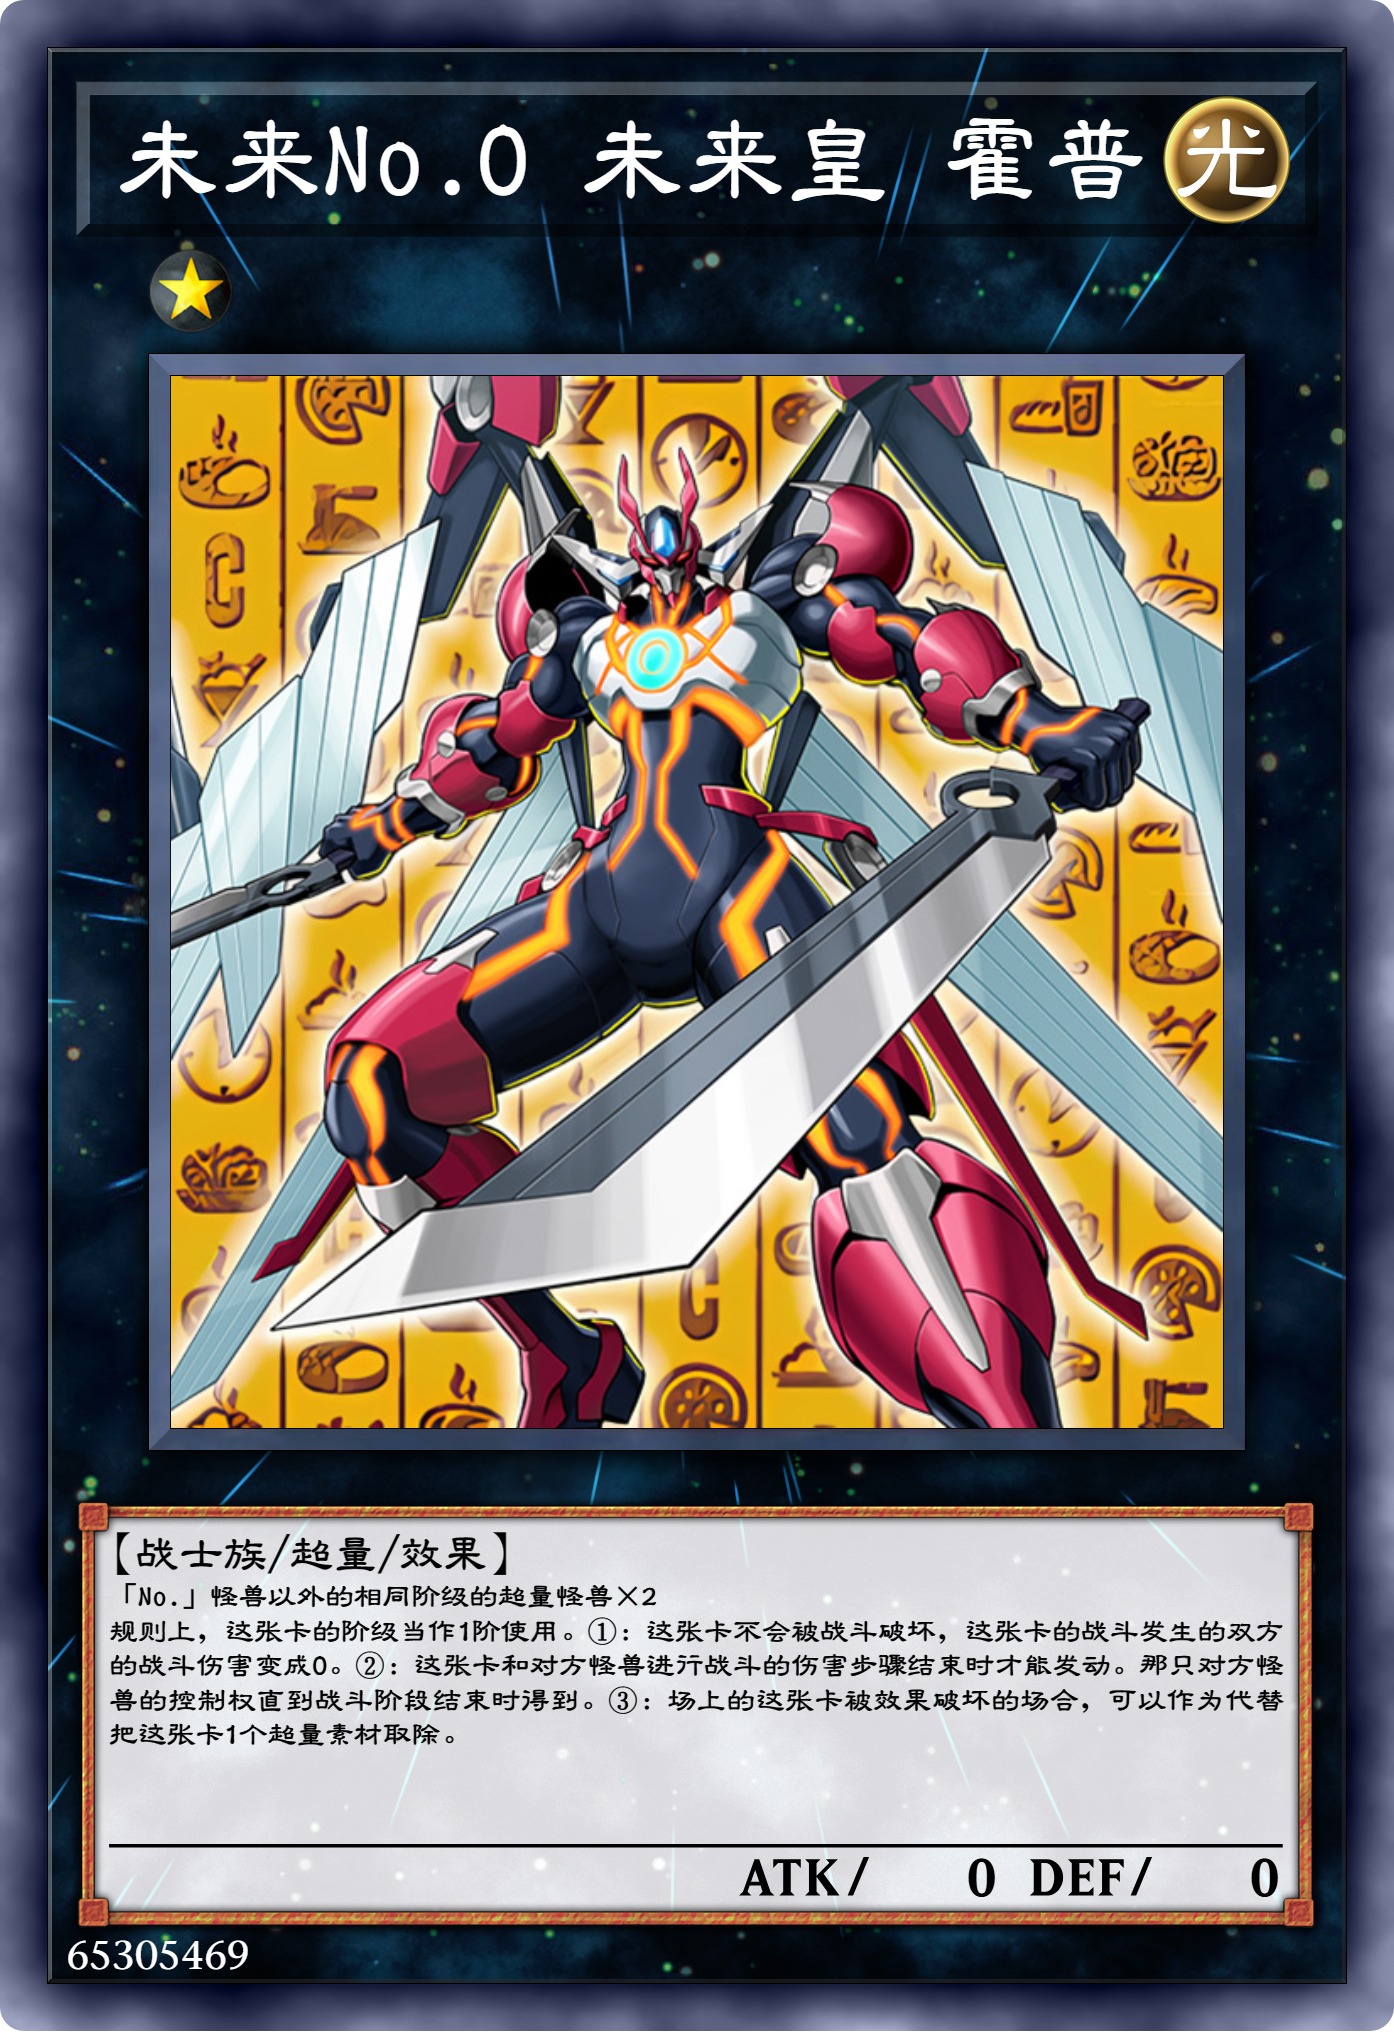 未来No.0 未来皇 霍普 光
【战士族/超量/效果】
「No.」怪兽以外的相同阶级的超量怪兽×2
规则上，这张卡的阶级当作1阶使用。①：这张卡不会被战斗破坏，这张卡的战斗发生的双方
的战斗伤害变成0。②：这张卡和对方怪兽进行战斗的伤害步骤结束时才能发动。那只对方怪
兽的控制权直到战斗阶段结束时得到。③：场上的这张卡被效果破坏的场合，可以作为代替
把这张卡1个超量素材取除。
ATK/ 0 DEF/ 0
65305469